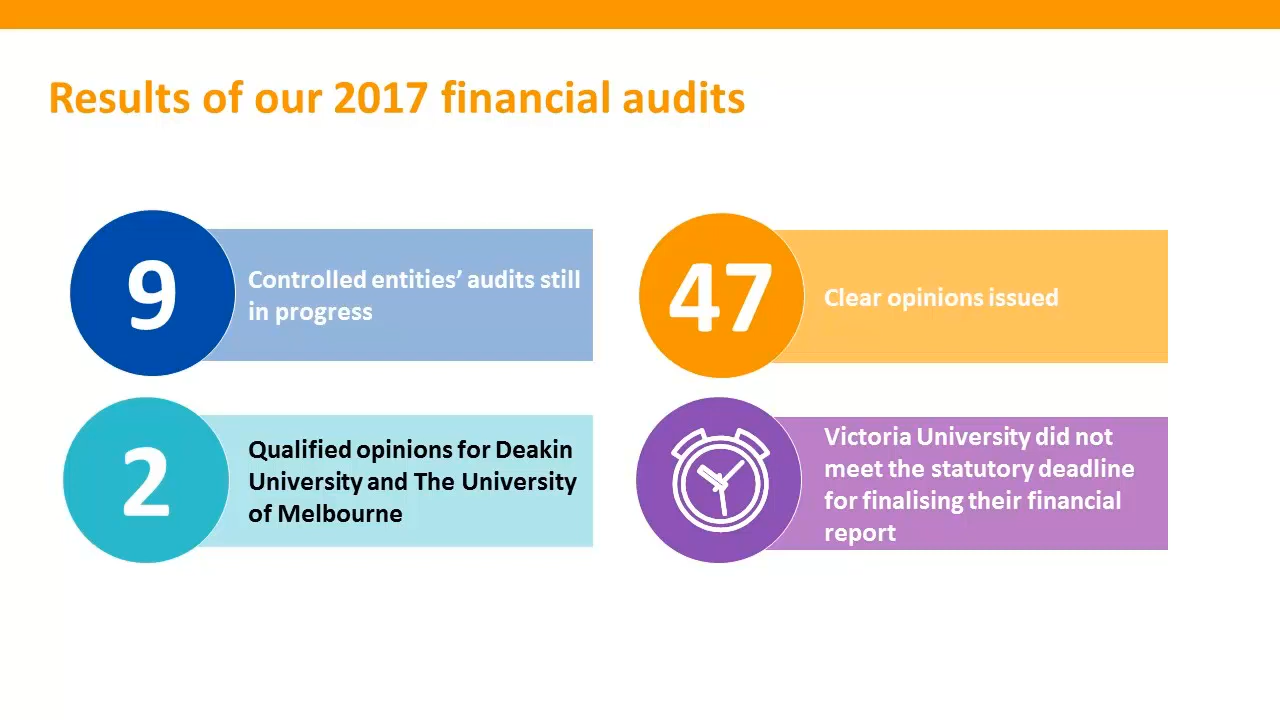 Results of our 2017 financial audits
9
Controlled entities’ audits still
in progress
47
Clear opinions issued
2
Qualified opinions for Deakin
University and The University
of Melbourne
Victoria University did not
meet the statutory deadline
for finalising their financial
report